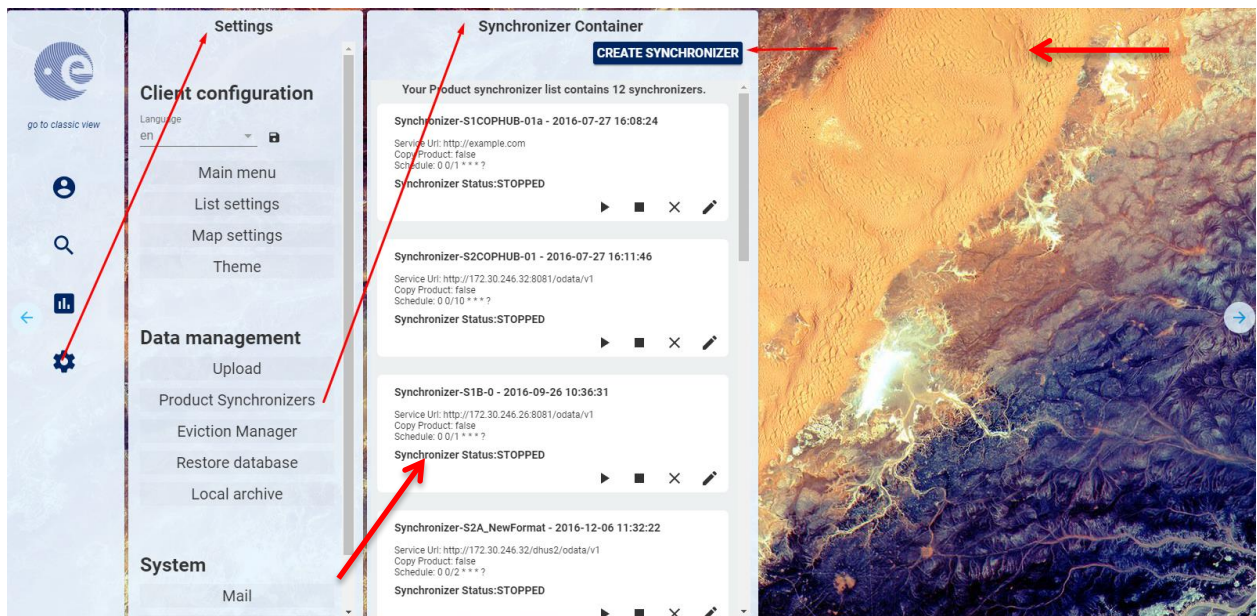 go to classic view
Settings
Client configuration
Language
en
Main menu
List settings
Map settings
Theme
Data management
Upload
Product Synchronizers
Eviction Manager
Restore database
Local archive
System
Mail
Synchronizer Container
CREATE SYNCHRONIZER
Your Product synchronizer list contains 12 synchronizers.
Synchronizer-S1COPHUB-01a - 2016-07-27 16:08:24
Service Url: http://example.com
Copy Product: false
Schedule: 0 0/1 * * * ?
Synchronizer Status:STOPPED
Synchronizer-S2COPHUB-01 - 2016-07-27 16:11:46
Service Url: http://172.30.246.32:8081/odata/v1
Copy Product: false
Schedule: 0 0/10 * * * ?
Synchronizer Status:STOPPED
Synchronizer-S1B-0 - 2016-09-26 10:36:31
Service Url: http://172.30.246.26:8081/odata/v1
Copy Product: false
Schedule: 0 0/1 * * * ?
Synchronizer Status:STOPPED
Synchronizer-S2A_NewFormat - 2016-12-06 11:32:22
Service Url: http://172.30.246.32/dhus2/odata/v1
Copy Product: false
Schedule: 0 0/2 * * * ?
Synchronizer Status:STOPPED